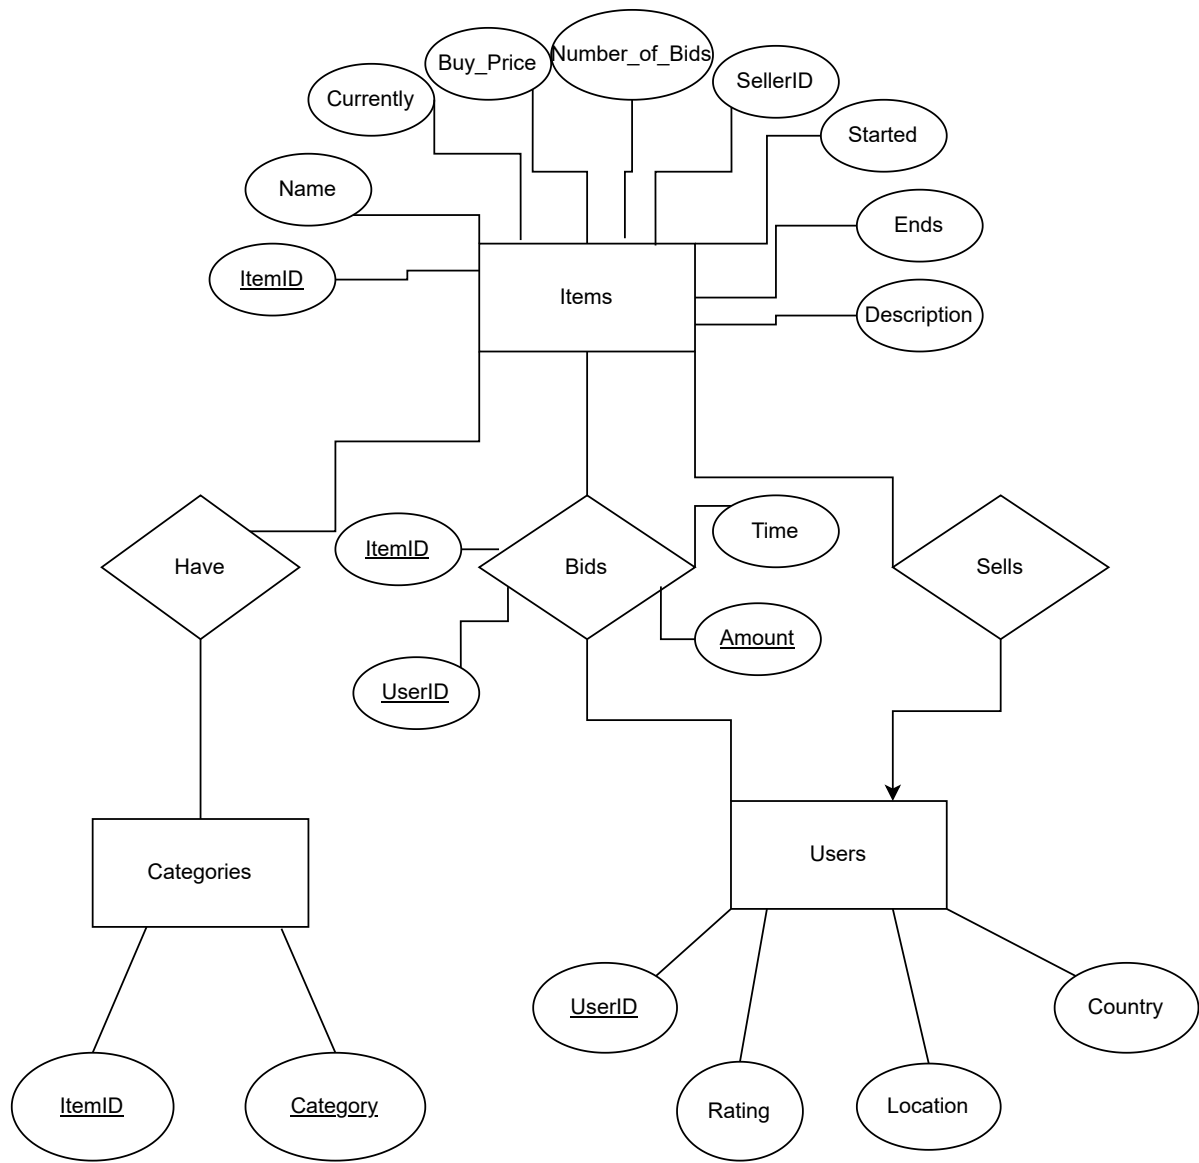 Number_of_Bids
Buy_Price
SellerID
Currently
Started
Name
Ends
ItemID
Items
Description
Time
ItemID
Have
Bids
Sells
Amount
UserID
Users
Categories
UserID
Country
ItemID
Category
Rating
Location